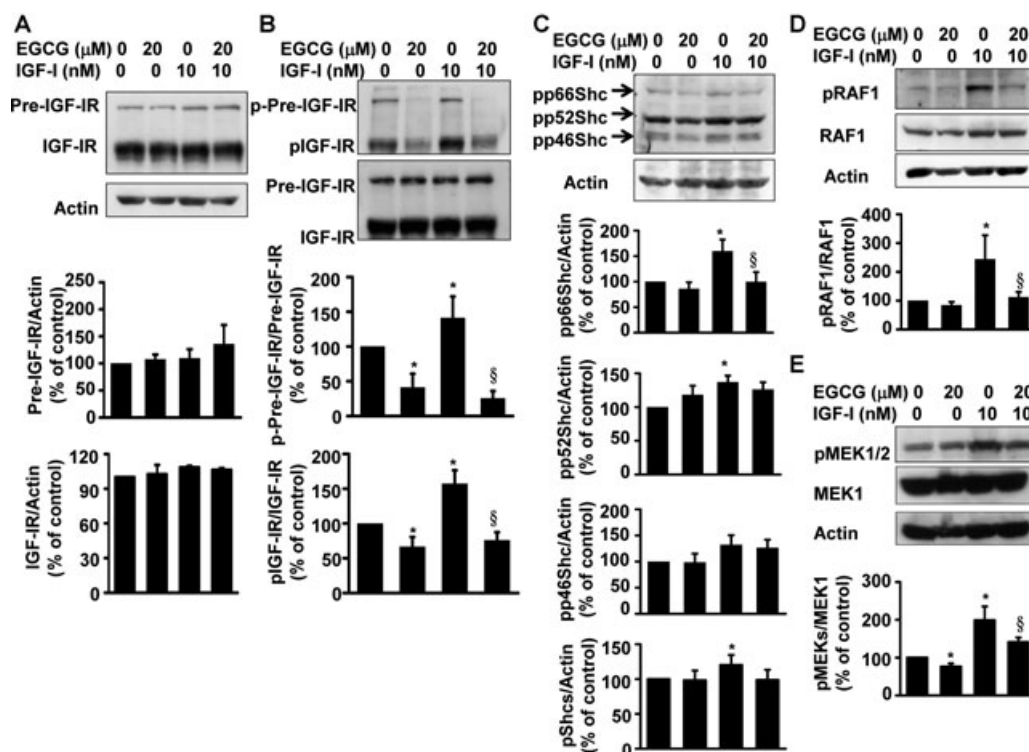 A
EGCG (µM) 0 20 0 20
IGF-I (nM) 0 0 10 10
Pre-IGF-IR
IGF-IR
Actin
250
200
150
100
50
0
Pre-IGF-IR/Actin
(% of control)
120
90
60
30
0
IGF-IR/Actin
(% of control)
B
EGCG (µM) 0 20 0 20
IGF-I (nM) 0 0 10 10
p-Pre-IGF-IR
pIGF-IR
Pre-IGF-IR
IGF-IR
200
150
100
50
0
p-Pre-IGF-IR/Pre-IGF-IR
(% of control)
* * §
200
150
100
50
0
pIGF-IR/IGF-IR
(% of control)
* * §
C
EGCG (µM) 0 20 0 20
IGF-I (nM) 0 0 10 10
pp66Shc
pp52Shc
pp46Shc
Actin
200
150
100
50
0
pp66Shc/Actin
(% of control)
* §
200
150
100
50
0
pp52Shc/Actin
(% of control)
*
200
150
100
50
0
pp46Shc/Actin
(% of control)
200
150
100
50
0
pShcs/Actin
(% of control)
*
D
EGCG (µM) 0 20 0 20
IGF-I (nM) 0 0 10 10
pRAF1
RAF1
Actin
400
300
200
100
0
pRAF1/RAF1
(% of control)
* §
E
EGCG (µM) 0 20 0 20
IGF-I (nM) 0 0 10 10
pMEK1/2
MEK1
Actin
300
200
100
0
pMEKs/MEK1
(% of control)
* * §